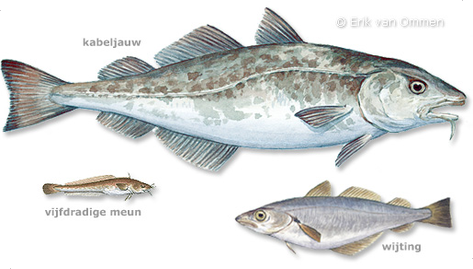 © Erik van Ommen
kabeljauw
vijfdradige meun
wijting